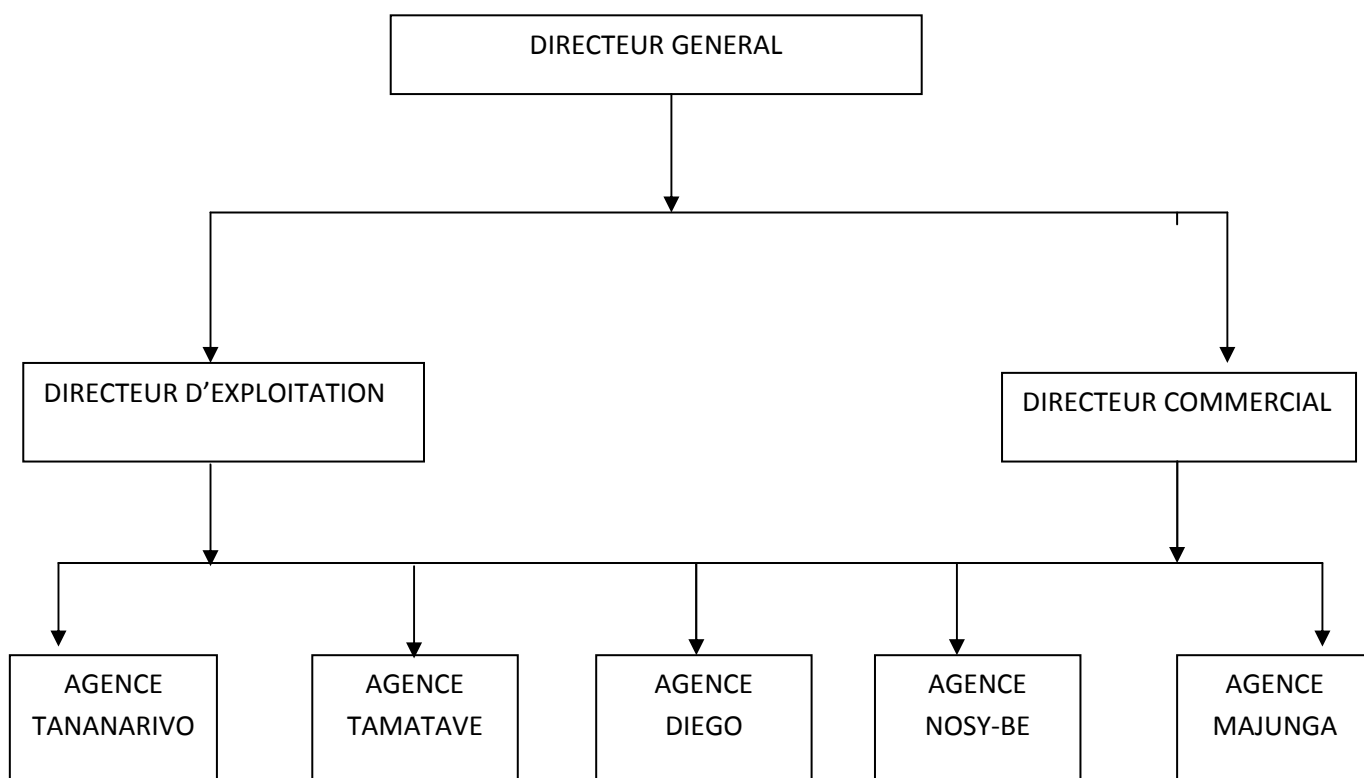 DIRECTEUR GENERAL
DIRECTEUR D’EXPLOITATION
DIRECTEUR COMMERCIAL
AGENCE
TANANARIVO
AGENCE
TAMATAVE
AGENCE
DIEGO
AGENCE
NOSY-BE
AGENCE
MAJUNGA